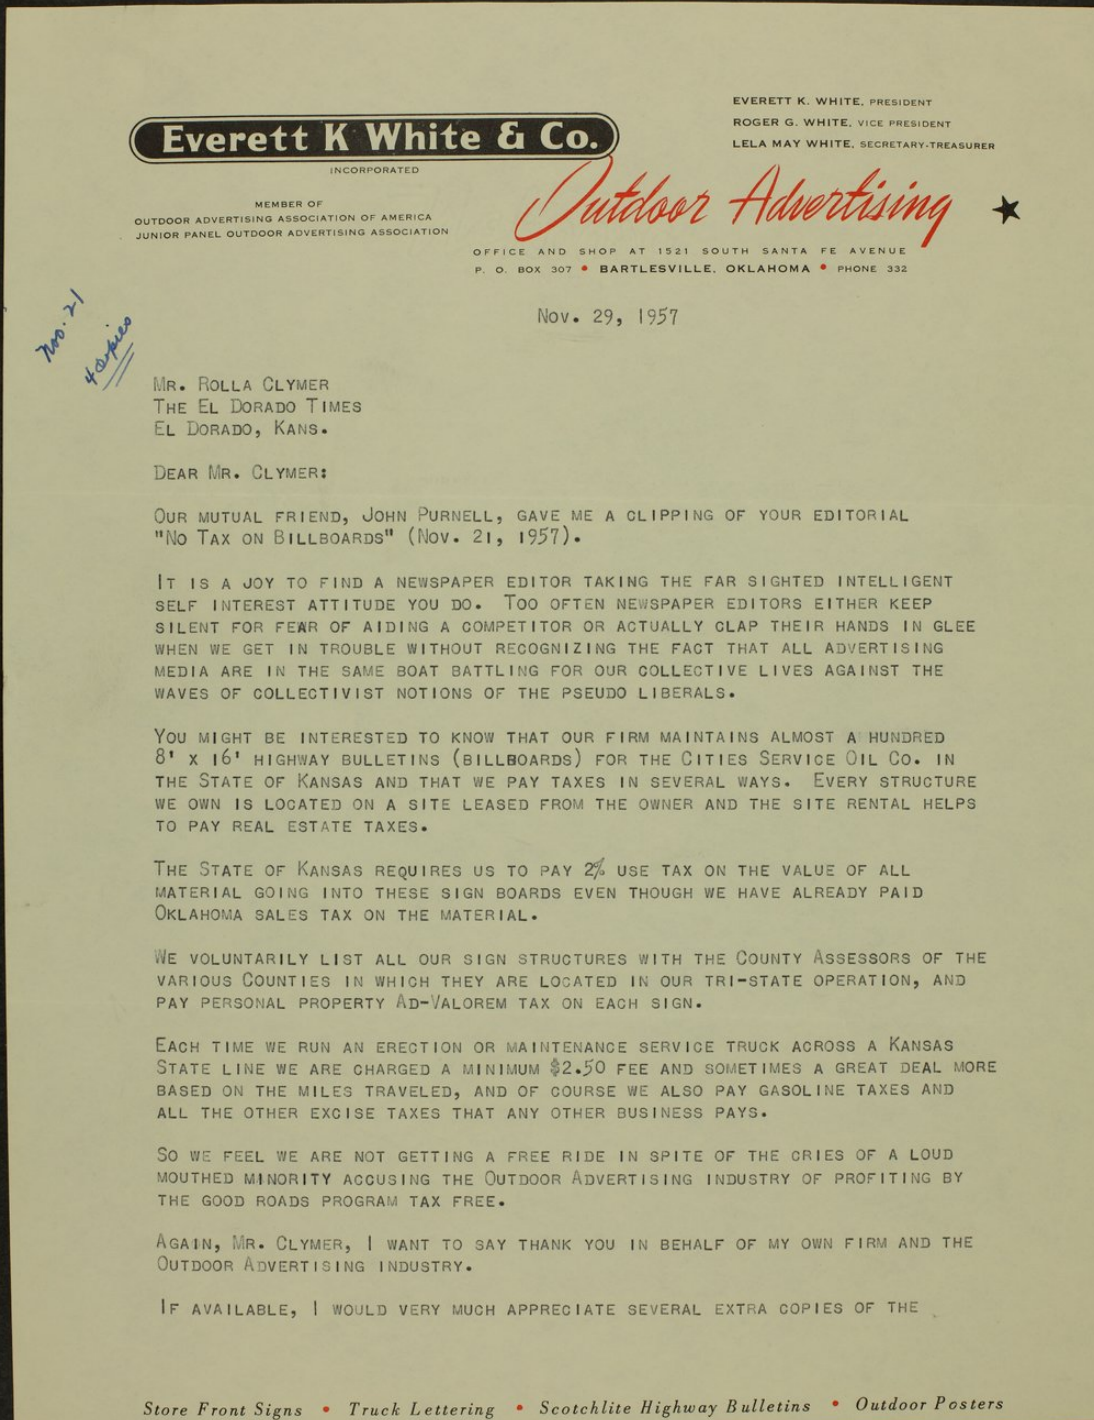 Everett K White & Co.
INCORPORATED
MEMBER OF
OUTDOOR ADVERTISING ASSOCIATION OF AMERICA
JUNIOR PANEL OUTDOOR ADVERTISING ASSOCIATION
EVERETT K. WHITE, PRESIDENT
ROGER G. WHITE, VICE PRESIDENT
LELA MAY WHITE, SECRETARY-TREASURER
Outdoor Advertising
OFFICE AND SHOP AT 1521 SOUTH SANTA FE AVENUE
P. O. BOX 307 • BARTLESVILLE, OKLAHOMA • PHONE 332
Nov. 29, 1957
Nov. 21
4 copies
MR. ROLLA CLYMER
THE EL DORADO TIMES
EL DORADO, KANS.
DEAR MR. CLYMER:
OUR MUTUAL FRIEND, JOHN PURNELL, GAVE ME A CLIPPING OF YOUR EDITORIAL
"NO TAX ON BILLBOARDS" (NOV. 21, 1957).
IT IS A JOY TO FIND A NEWSPAPER EDITOR TAKING THE FAR SIGHTED INTELLIGENT
SELF INTEREST ATTITUDE YOU DO. TOO OFTEN NEWSPAPER EDITORS EITHER KEEP
SILENT FOR FEAR OF AIDING A COMPETITOR OR ACTUALLY CLAP THEIR HANDS IN GLEE
WHEN WE GET IN TROUBLE WITHOUT RECOGNIZING THE FACT THAT ALL ADVERTISING
MEDIA ARE IN THE SAME BOAT BATTLING FOR OUR COLLECTIVE LIVES AGAINST THE
WAVES OF COLLECTIVIST NOTIONS OF THE PSEUDO LIBERALS.
YOU MIGHT BE INTERESTED TO KNOW THAT OUR FIRM MAINTAINS ALMOST A HUNDRED
8' X 16' HIGHWAY BULLETINS (BILLBOARDS) FOR THE CITIES SERVICE OIL CO. IN
THE STATE OF KANSAS AND THAT WE PAY TAXES IN SEVERAL WAYS. EVERY STRUCTURE
WE OWN IS LOCATED ON A SITE LEASED FROM THE OWNER AND THE SITE RENTAL HELPS
TO PAY REAL ESTATE TAXES.
THE STATE OF KANSAS REQUIRES US TO PAY 2% USE TAX ON THE VALUE OF ALL
MATERIAL GOING INTO THESE SIGN BOARDS EVEN THOUGH WE HAVE ALREADY PAID
OKLAHOMA SALES TAX ON THE MATERIAL.
WE VOLUNTARILY LIST ALL OUR SIGN STRUCTURES WITH THE COUNTY ASSESSORS OF THE
VARIOUS COUNTIES IN WHICH THEY ARE LOCATED IN OUR TRI-STATE OPERATION, AND
PAY PERSONAL PROPERTY AD-VALOREM TAX ON EACH SIGN.
EACH TIME WE RUN AN ERECTION OR MAINTENANCE SERVICE TRUCK ACROSS A KANSAS
STATE LINE WE ARE CHARGED A MINIMUM $2.50 FEE AND SOMETIMES A GREAT DEAL MORE
BASED ON THE MILES TRAVELED, AND OF COURSE WE ALSO PAY GASOLINE TAXES AND
ALL THE OTHER EXCISE TAXES THAT ANY OTHER BUSINESS PAYS.
SO WE FEEL WE ARE NOT GETTING A FREE RIDE IN SPITE OF THE CRIES OF A LOUD
MOUTHED MINORITY ACCUSING THE OUTDOOR ADVERTISING INDUSTRY OF PROFITING BY
THE GOOD ROADS PROGRAM TAX FREE.
AGAIN, MR. CLYMER, I WANT TO SAY THANK YOU IN BEHALF OF MY OWN FIRM AND THE
OUTDOOR ADVERTISING INDUSTRY.
IF AVAILABLE, I WOULD VERY MUCH APPRECIATE SEVERAL EXTRA COPIES OF THE
Store Front Signs • Truck Lettering • Scotchlite Highway Bulletins • Outdoor Posters